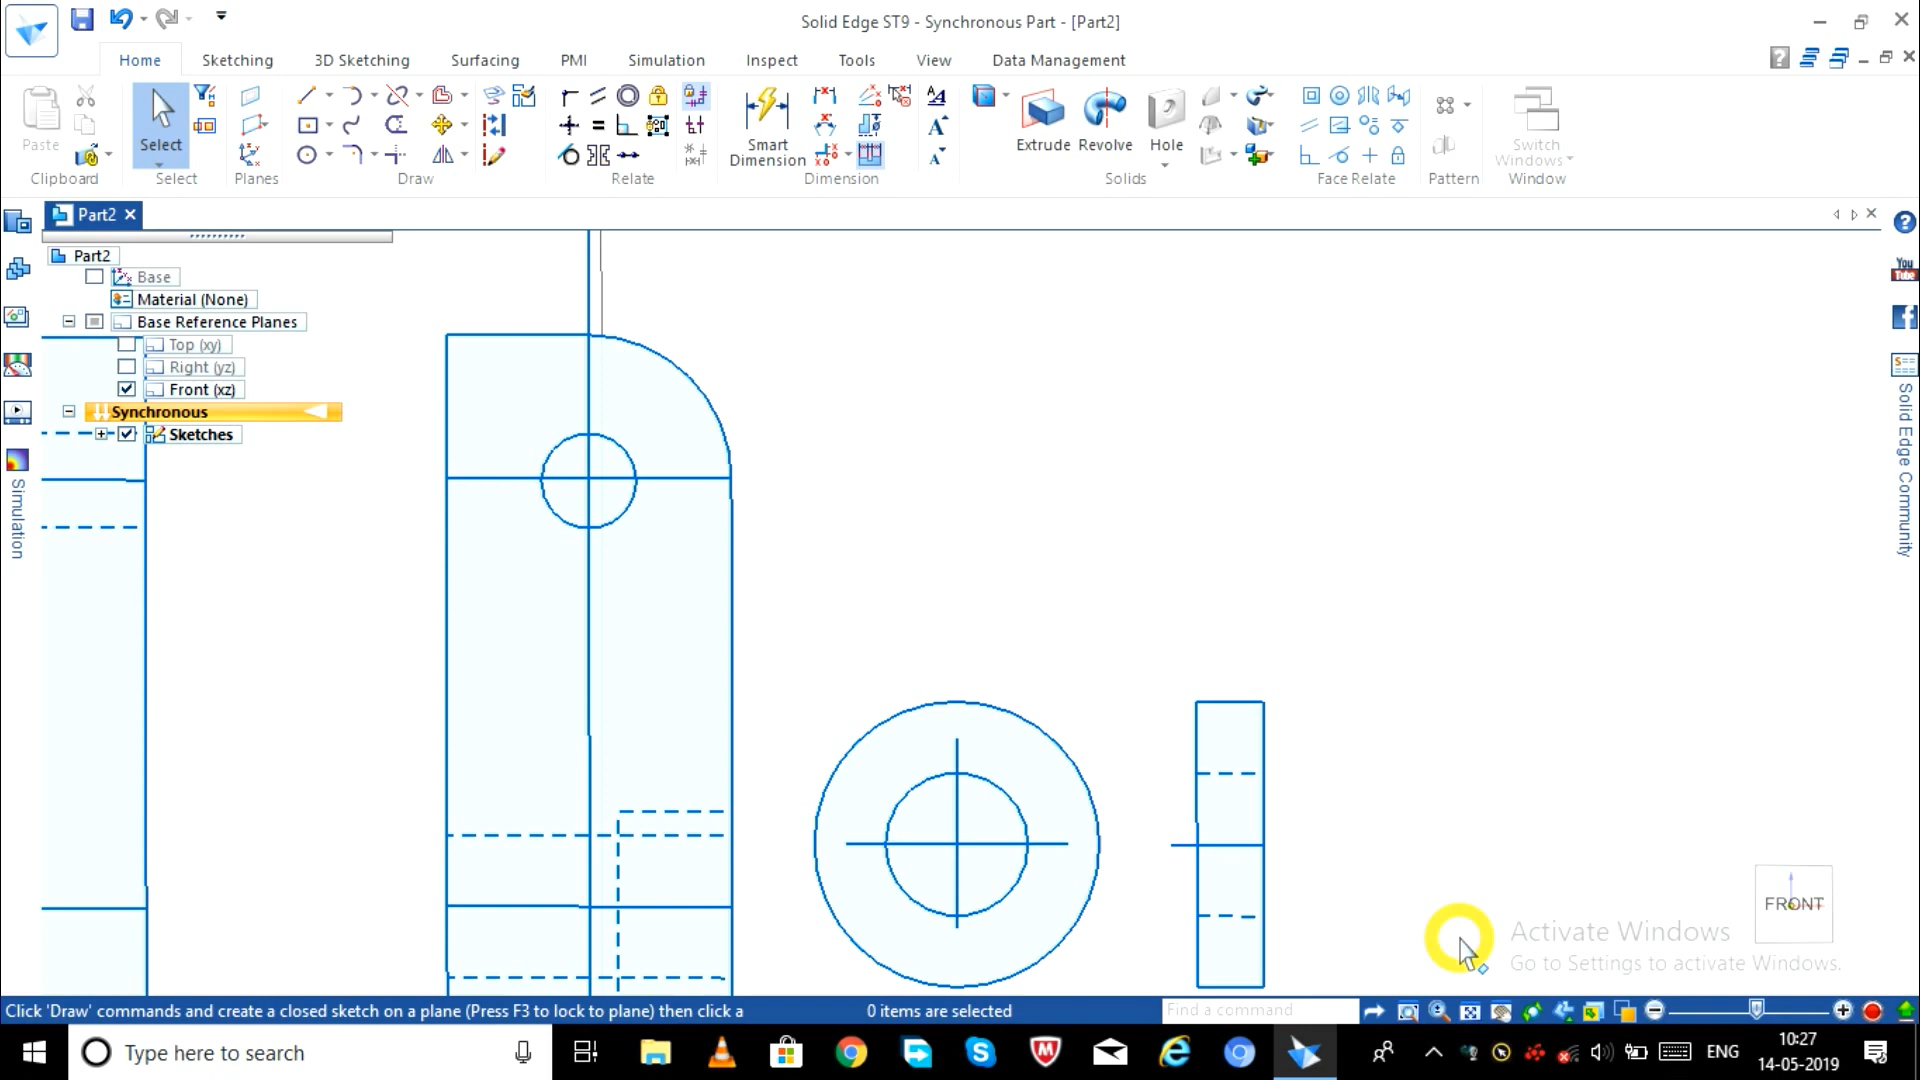 Solid Edge ST9 - Synchronous Part - [Part2]
Home
Sketching
3D Sketching
Surfacing
PMI
Simulation
Inspect
Tools
View
Data Management
Paste
Clipboard
Select
Select
Planes
Draw
Relate
Smart
Dimension
Dimension
Extrude
Revolve
Hole
Solids
Face Relate
Pattern
Switch
Windows
Window
Part2
Part2
Base
Material (None)
Base Reference Planes
Top (xy)
Right (yz)
Front (xz)
Synchronous
Sketches
Simulation
You
Tube
Solid Edge Community
FRONT
Activate Windows
Go to Settings to activate Windows.
Click 'Draw' commands and create a closed sketch on a plane (Press F3 to lock to plane) then click a
0 items are selected
Find a command
Type here to search
ENG
10:27
14-05-2019